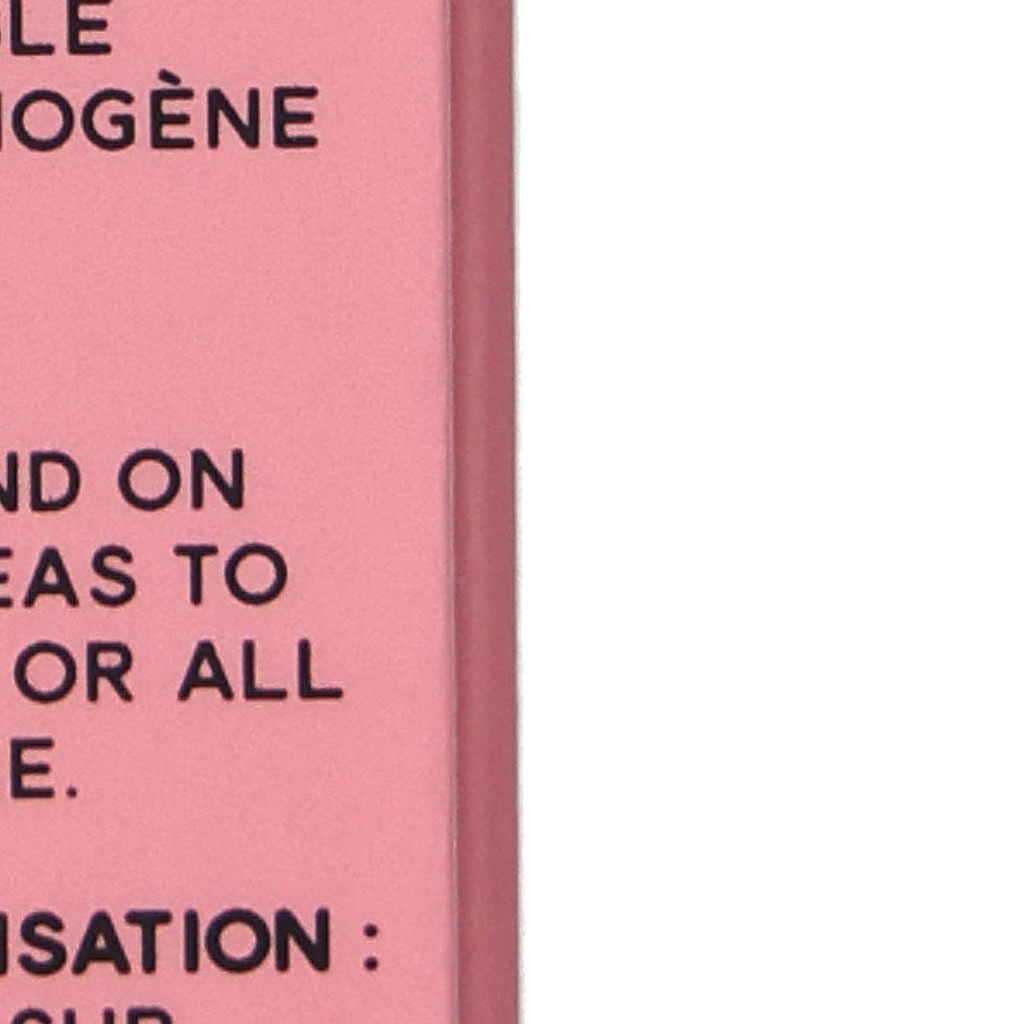 OGÈNE
ND ON
EAS TO
OR ALL
E.
ISATION :